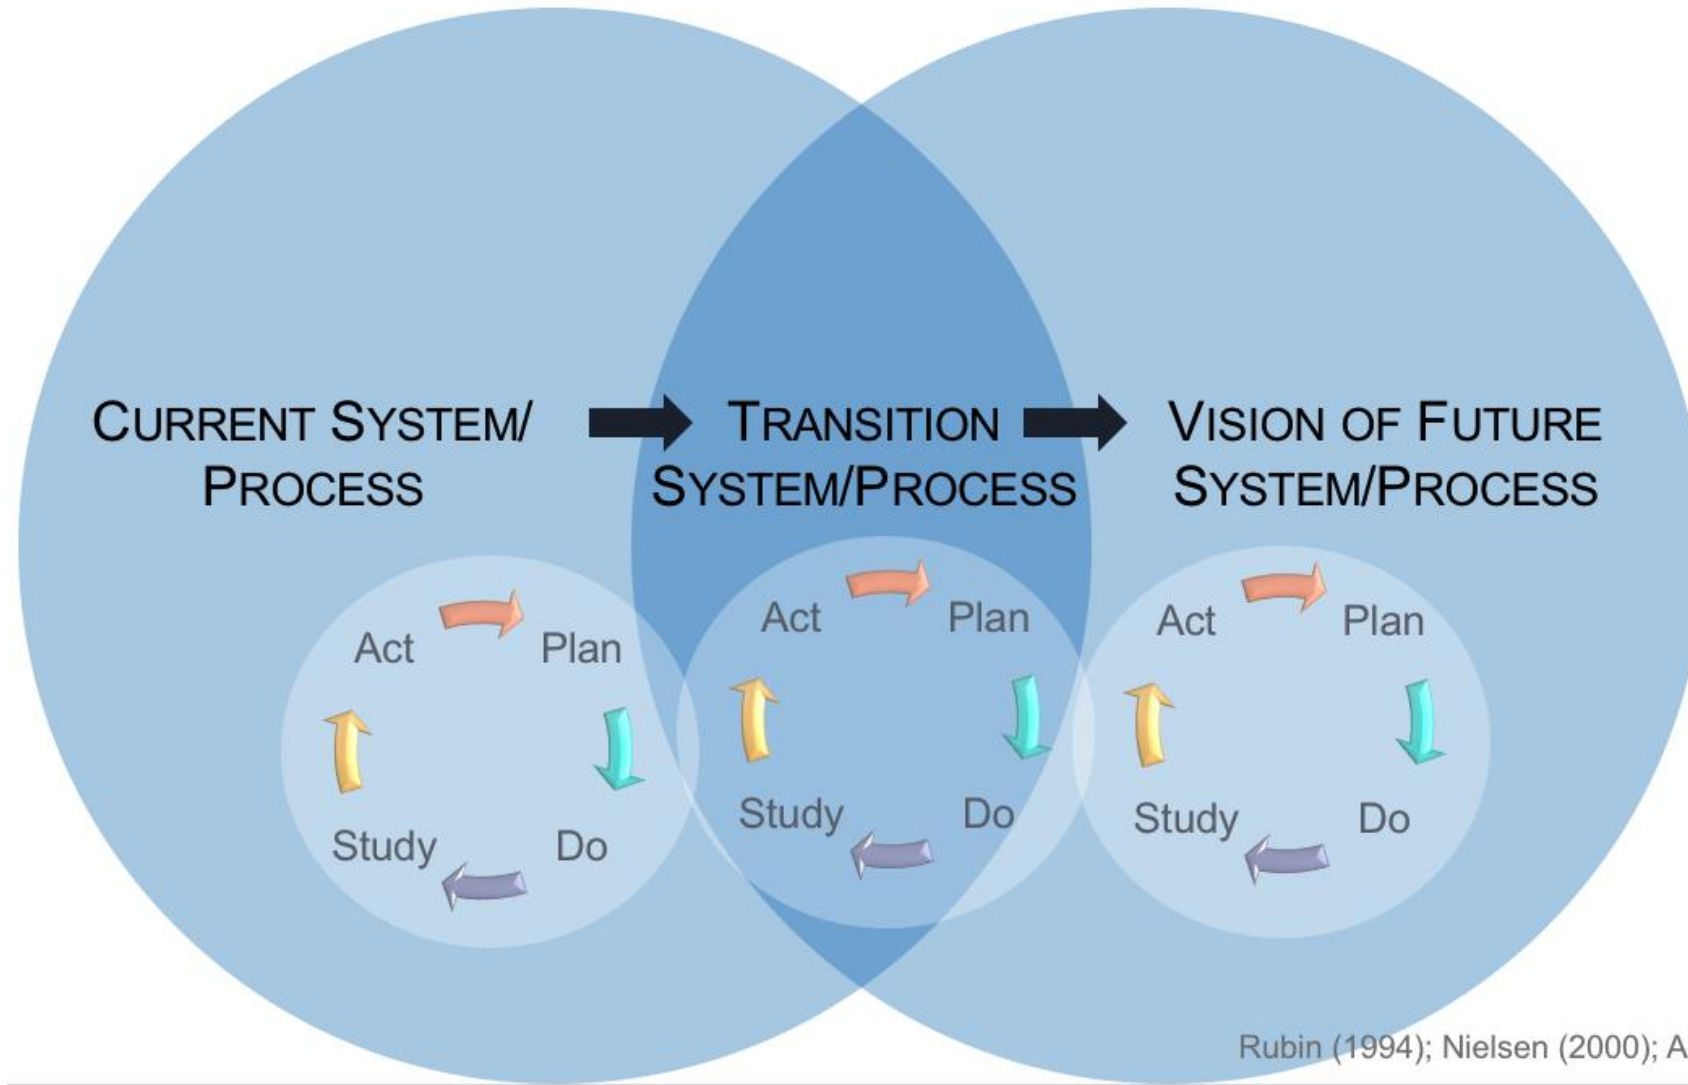 CURRENT SYSTEM/
PROCESS
TRANSITION
SYSTEM/PROCESS
VISION OF FUTURE
SYSTEM/PROCESS
Act
Plan
Study
Do
Act
Plan
Study
Do
Act
Plan
Study
Do
Rubin (1994); Nielsen (2000); A